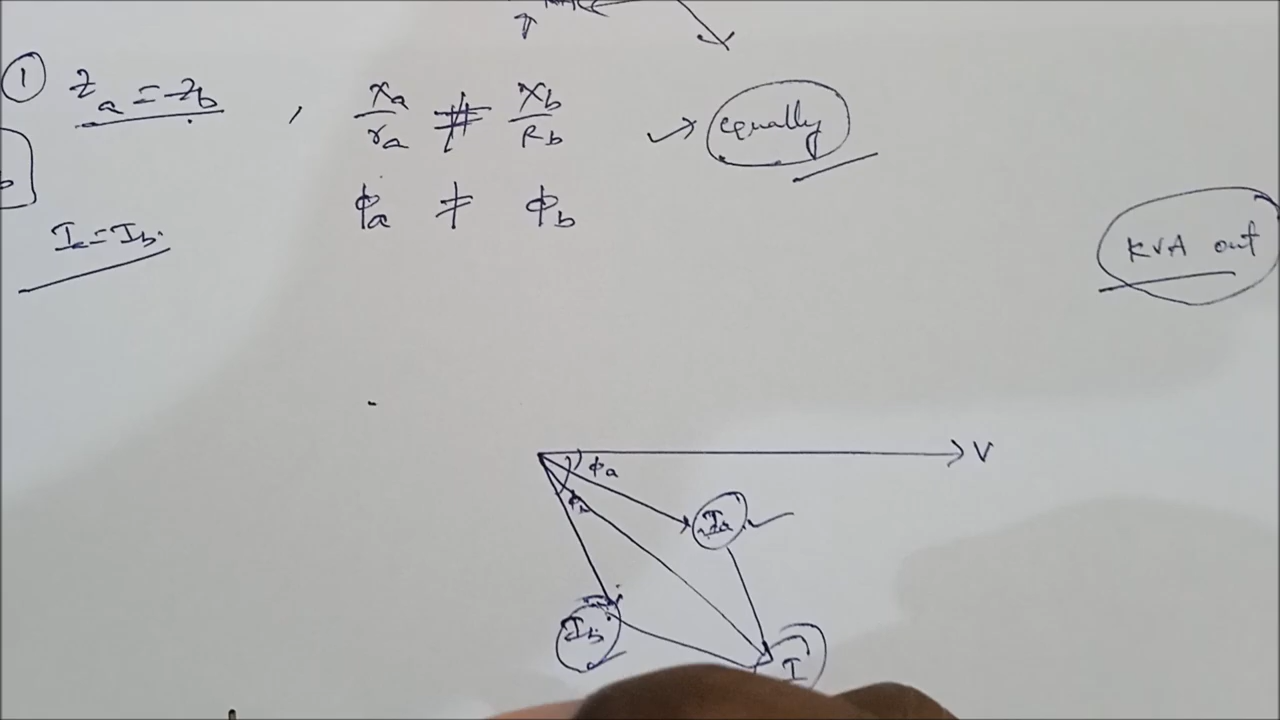 ① Za = Zb , Xa/ra ≠ Xb/Rb → equally
b
ϕa ≠ ϕb
Ia = Ib.
KVA out
V
ϕa
Ia
Ib
I